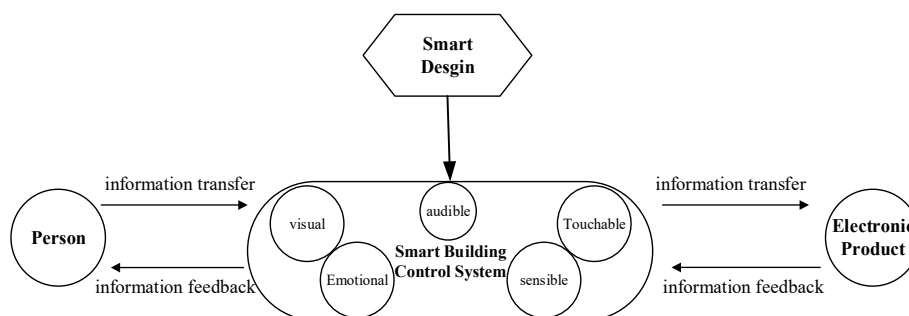 Smart
Desgin
information transfer
information transfer
visual
audible
Touchable
Person
Smart Building
Control System
Electronic
Product
Emotional
sensible
information feedback
information feedback